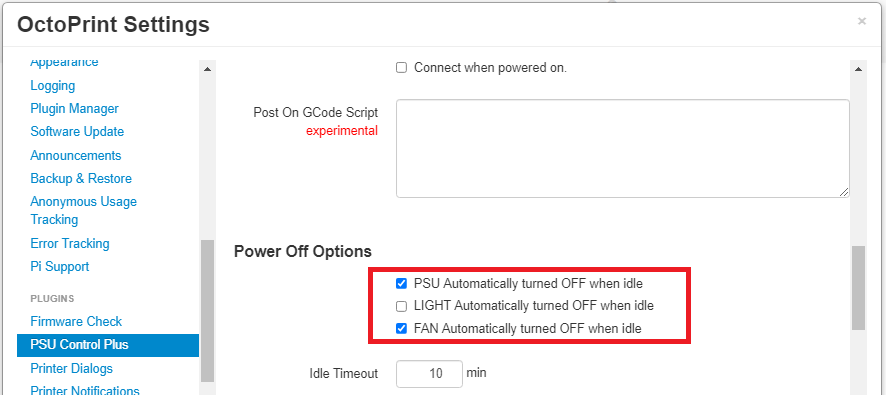 OctoPrint Settings
×
Appearance
Logging
Plugin Manager
Software Update
Announcements
Backup & Restore
Anonymous Usage
Tracking
Error Tracking
Pi Support
PLUGINS
Firmware Check
PSU Control Plus
Printer Dialogs
Printer Notifications
Connect when powered on.
Post On GCode Script
experimental
Power Off Options
PSU Automatically turned OFF when idle
LIGHT Automatically turned OFF when idle
FAN Automatically turned OFF when idle
Idle Timeout 10 min